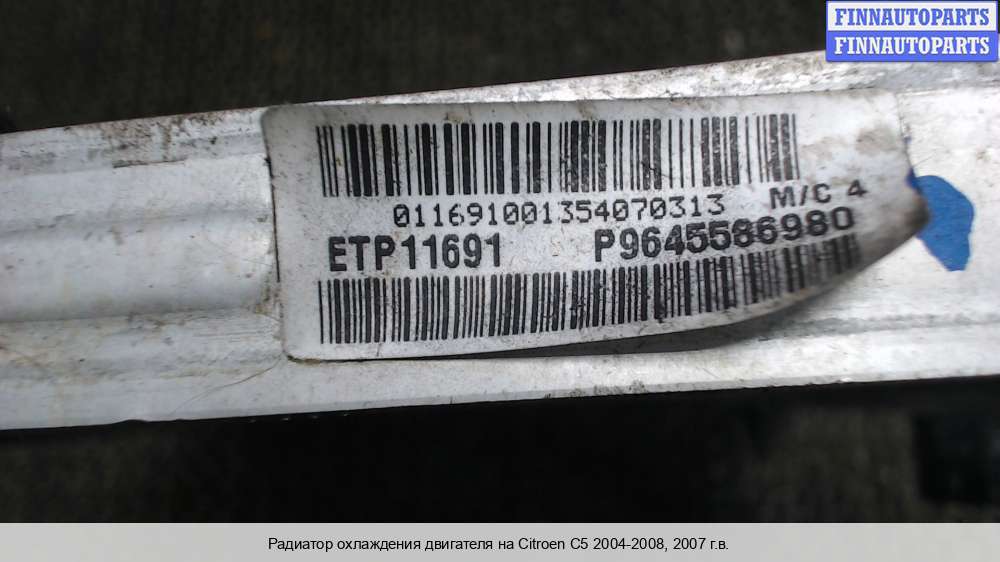 FINNAUTOPARTS
FINNAUTOPARTS
011691001354070313 M/C 4
ETP11691 P9645586980
Радиатор охлаждения двигателя на Citroen C5 2004-2008, 2007 г.в.